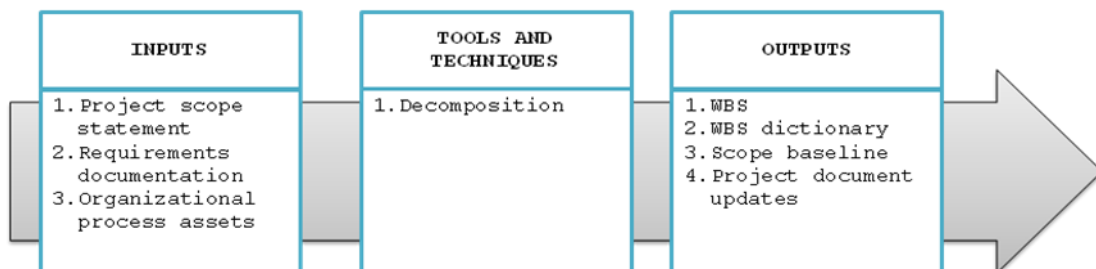 INPUTS
1.Project scope
statement
2.Requirements
documentation
3.Organizational
process assets
TOOLS AND
TECHNIQUES
1.Decomposition
OUTPUTS
1.WBS
2.WBS dictionary
3.Scope baseline
4.Project document
updates